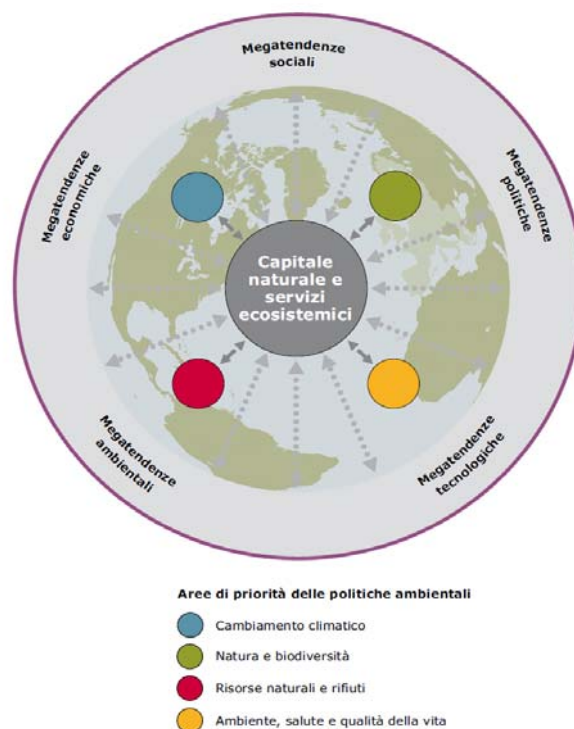 Megatendenze
sociali
Megatendenze
economiche
Megatendenze
politiche
Capitale
naturale e
servizi
ecosistemici
Megatendenze
ambientali
Megatendenze
tecnologiche
Aree di priorità delle politiche ambientali
Cambiamento climatico
Natura e biodiversità
Risorse naturali e rifiuti
Ambiente, salute e qualità della vita